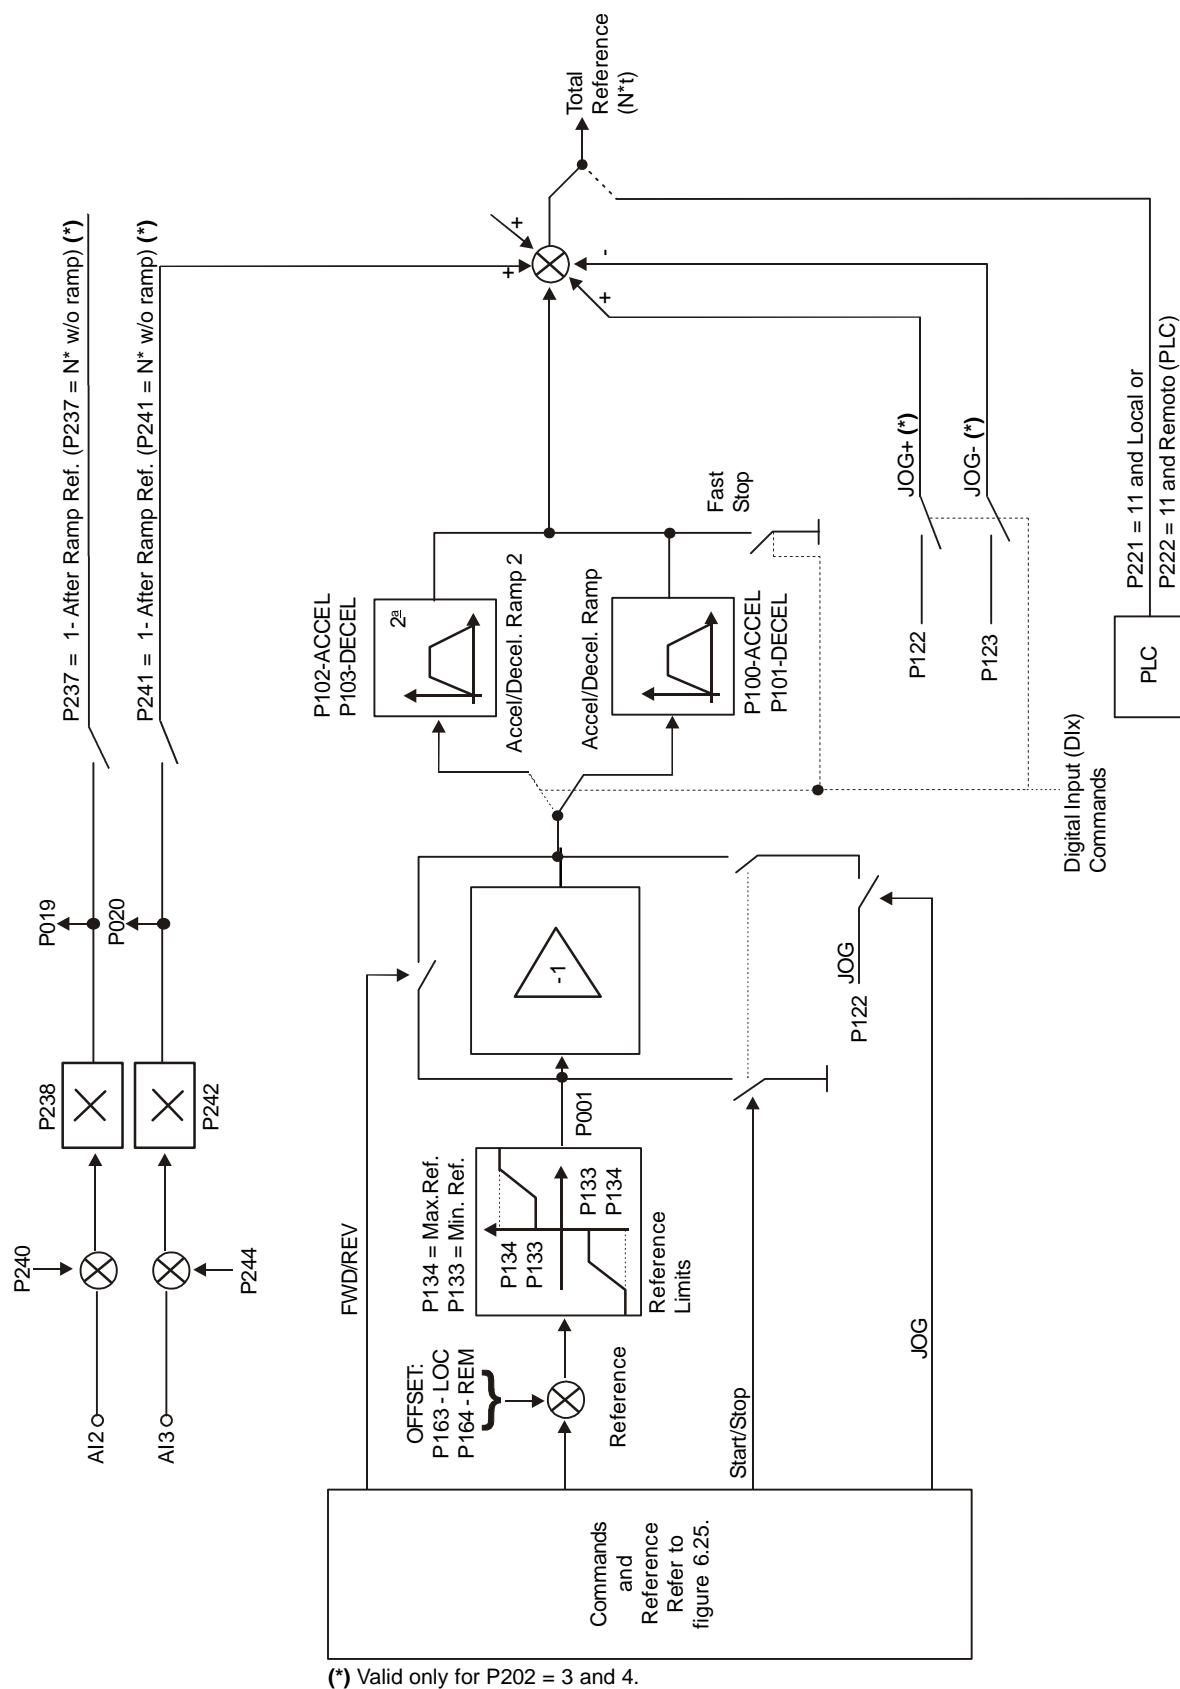 P237 = 1- After Ramp Ref. (P237 = N* w/o ramp) (*)
P241 = 1- After Ramp Ref. (P241 = N* w/o ramp) (*)
P019
P020
P238
P242
P240
P244
AI2
AI3
Total
Reference
(N*t)
+
+
-
+
P102-ACCEL
P103-DECEL
2ª
Accel/Decel. Ramp 2
Accel/Decel. Ramp
P100-ACCEL
P101-DECEL
Fast
Stop
JOG+ (*)
JOG- (*)
P122
P123
P221 = 11 and Local or
P222 = 11 and Remoto (PLC)
PLC
Digital Input (DIx)
Commands
-1
JOG
P122
P001
P134 = Max.Ref.
P133 = Min. Ref.
P134
P133
P133
P134
Reference
Limits
FWD/REV
OFFSET:
P163 - LOC
P164 - REM
}
Reference
Start/Stop
JOG
Commands
and
Reference
Refer to
figure 6.25.
(*) Valid only for P202 = 3 and 4.